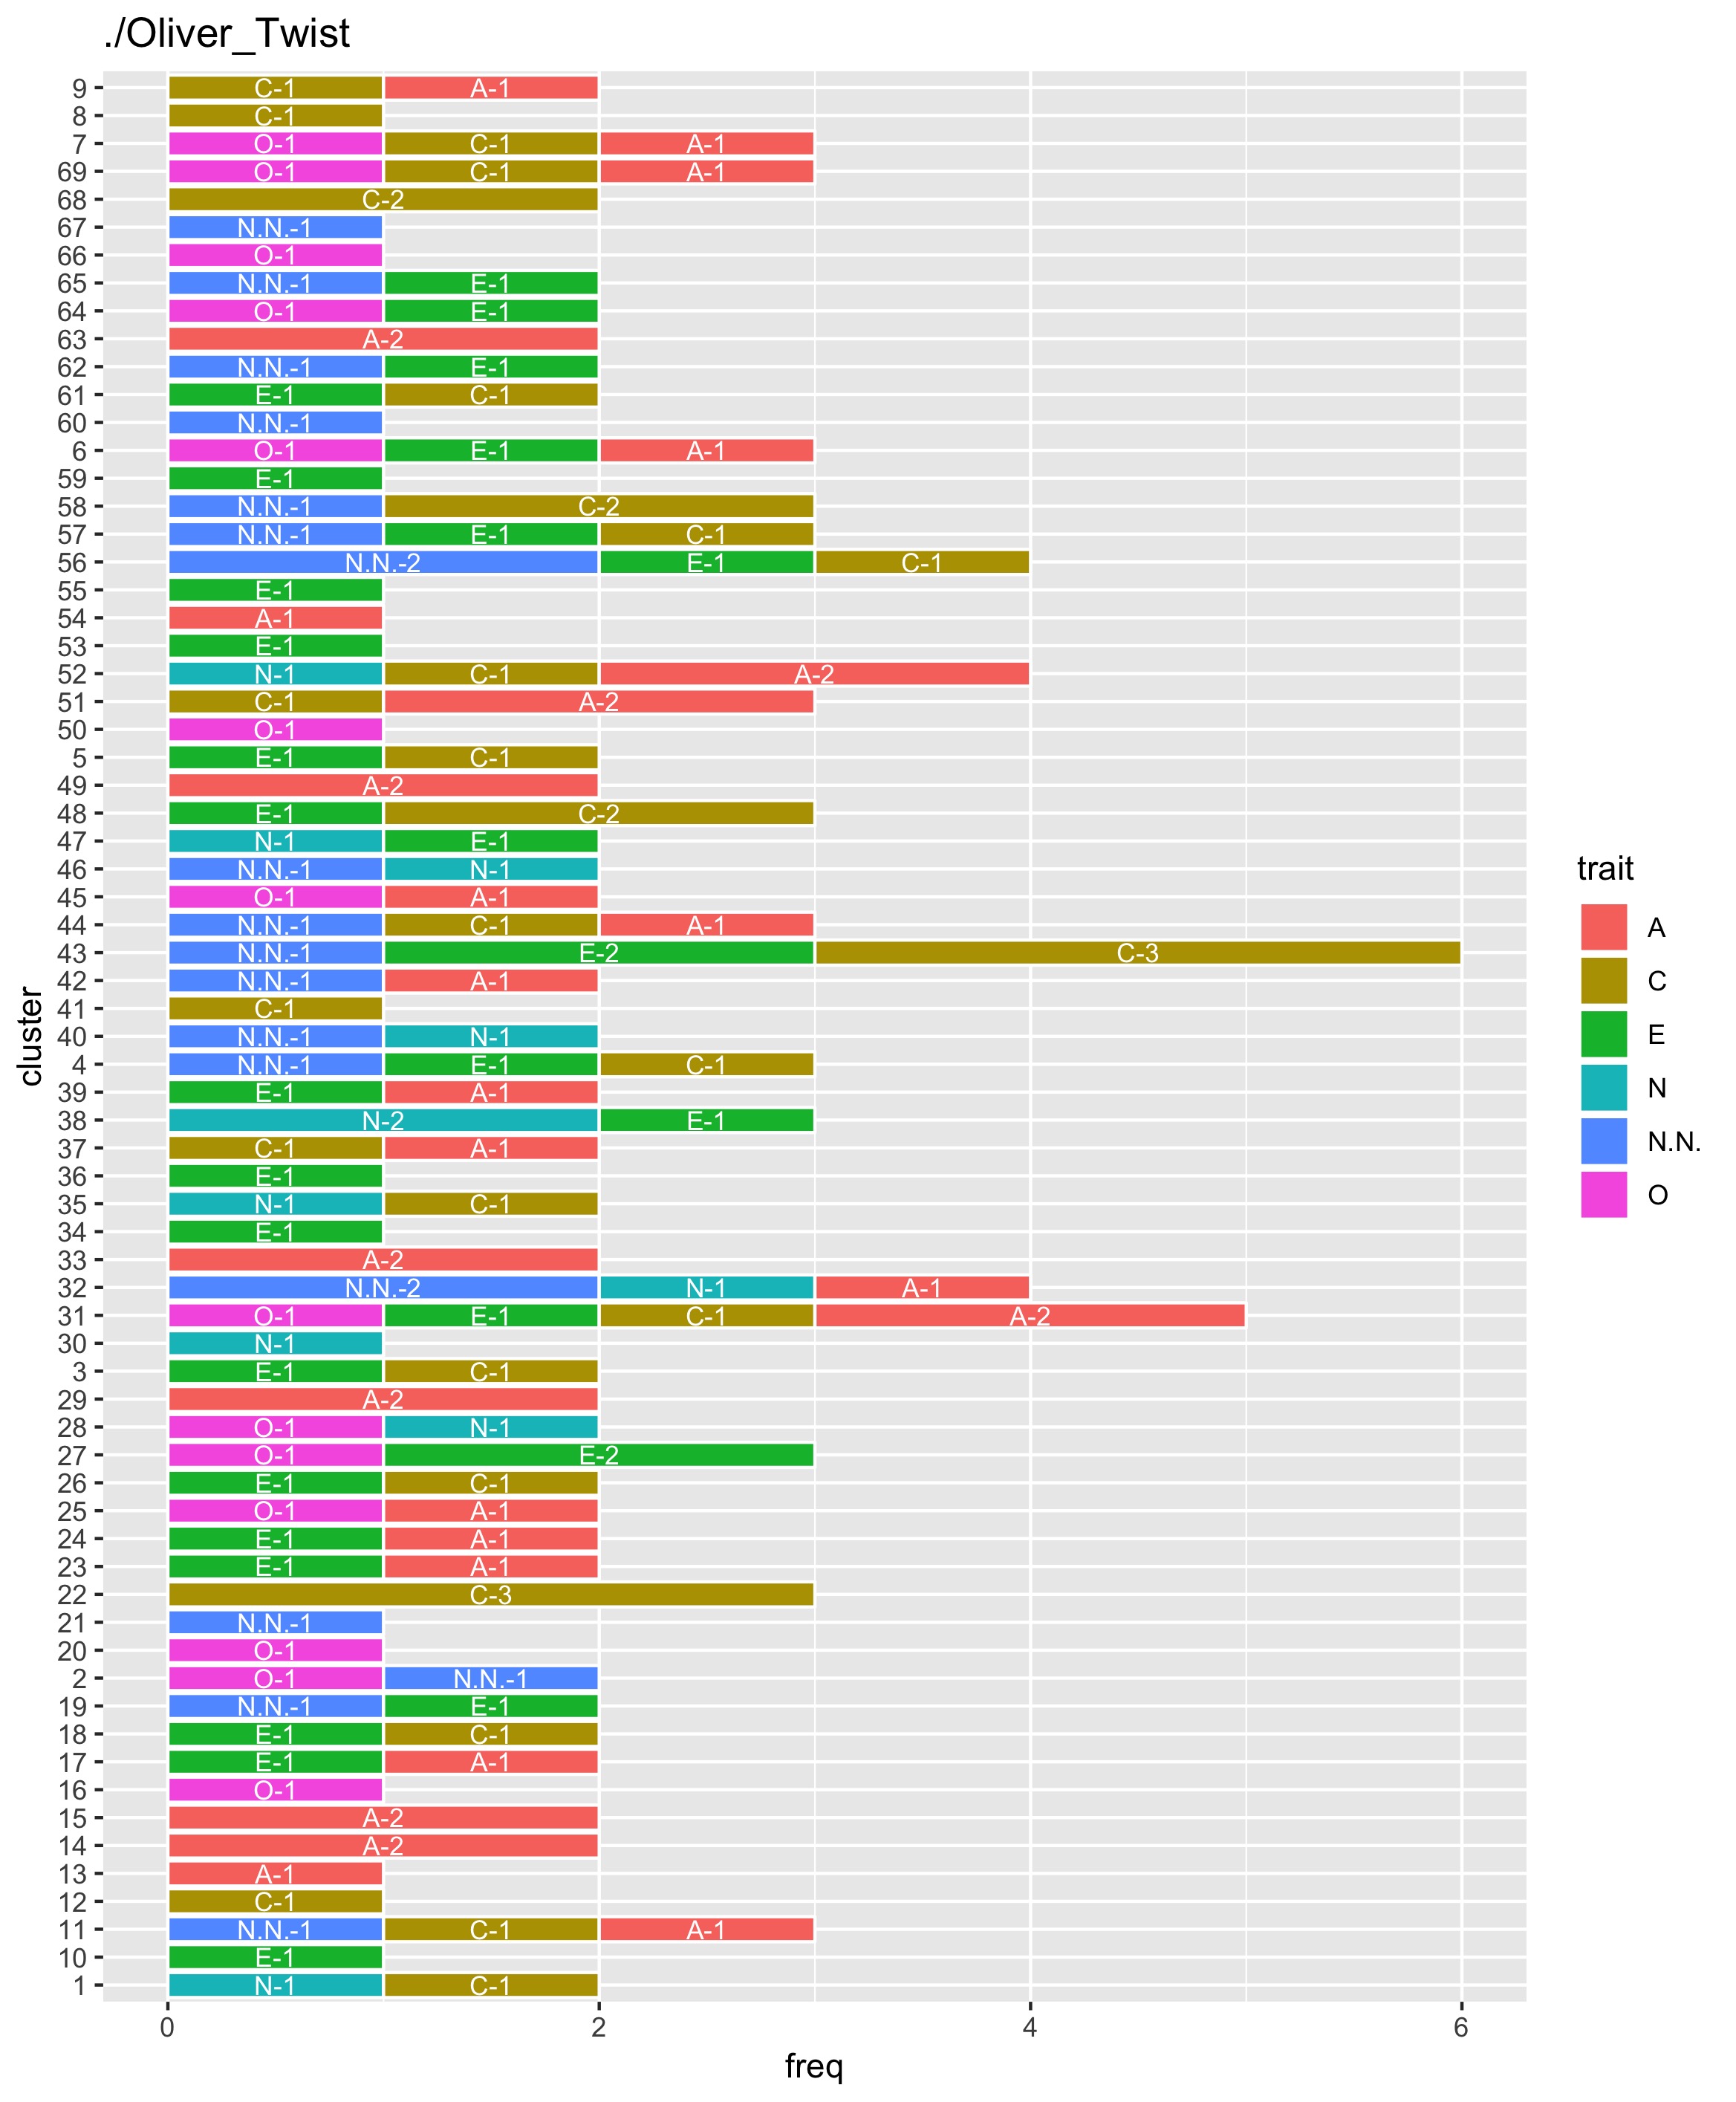 ./Oliver_Twist
9 C-1 A-1
8 C-1
7 O-1 C-1 A-1
69 O-1 C-1 A-1
68 C-2
67 N.N.-1
66 O-1
65 N.N.-1 E-1
64 O-1 E-1
63 A-2
62 N.N.-1 E-1
61 E-1 C-1
60 N.N.-1
6 O-1 E-1 A-1
59 E-1
58 N.N.-1 C-2
57 N.N.-1 E-1 C-1
56 N.N.-2 E-1 C-1
55 E-1
54 A-1
53 E-1
52 N-1 C-1 A-2
51 C-1 A-2
50 O-1
5 E-1 C-1
49 A-2
48 E-1 C-2
47 N-1 E-1
46 N.N.-1 N-1
45 O-1 A-1
44 N.N.-1 C-1 A-1
43 N.N.-1 E-2 C-3
42 N.N.-1 A-1
41 C-1
40 N.N.-1 N-1
4 N.N.-1 E-1 C-1
39 E-1 A-1
38 N-2 E-1
37 C-1 A-1
36 E-1
35 N-1 C-1
34 E-1
33 A-2
32 N.N.-2 N-1 A-1
31 O-1 E-1 C-1 A-2
30 N-1
3 E-1 C-1
29 A-2
28 O-1 N-1
27 O-1 E-2
26 E-1 C-1
25 O-1 A-1
24 E-1 A-1
23 E-1 A-1
22 C-3
21 N.N.-1
20 O-1
2 O-1 N.N.-1
19 N.N.-1 E-1
18 E-1 C-1
17 E-1 A-1
16 O-1
15 A-2
14 A-2
13 A-1
12 C-1
11 N.N.-1 C-1 A-1
10 E-1
1 N-1 C-1
0 2 4 6
freq
cluster
trait
A
C
E
N
N.N.
O